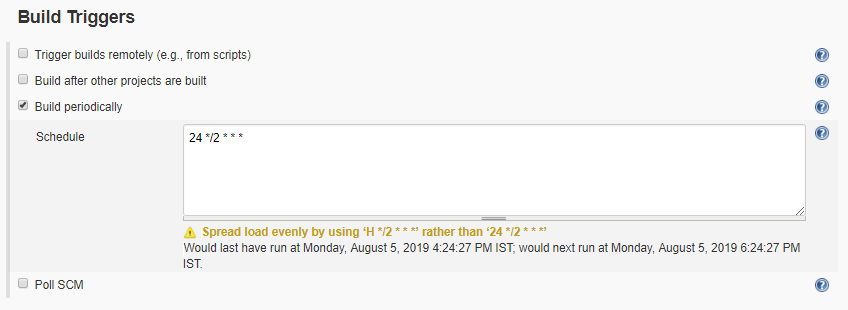 Build Triggers
Trigger builds remotely (e.g., from scripts)
Build after other projects are built
Build periodically
Schedule
24 */2 * * *
Spread load evenly by using ‘H */2 * * *’ rather than ‘24 */2 * * *’
Would last have run at Monday, August 5, 2019 4:24:27 PM IST; would next run at Monday, August 5, 2019 6:24:27 PM
IST.
Poll SCM